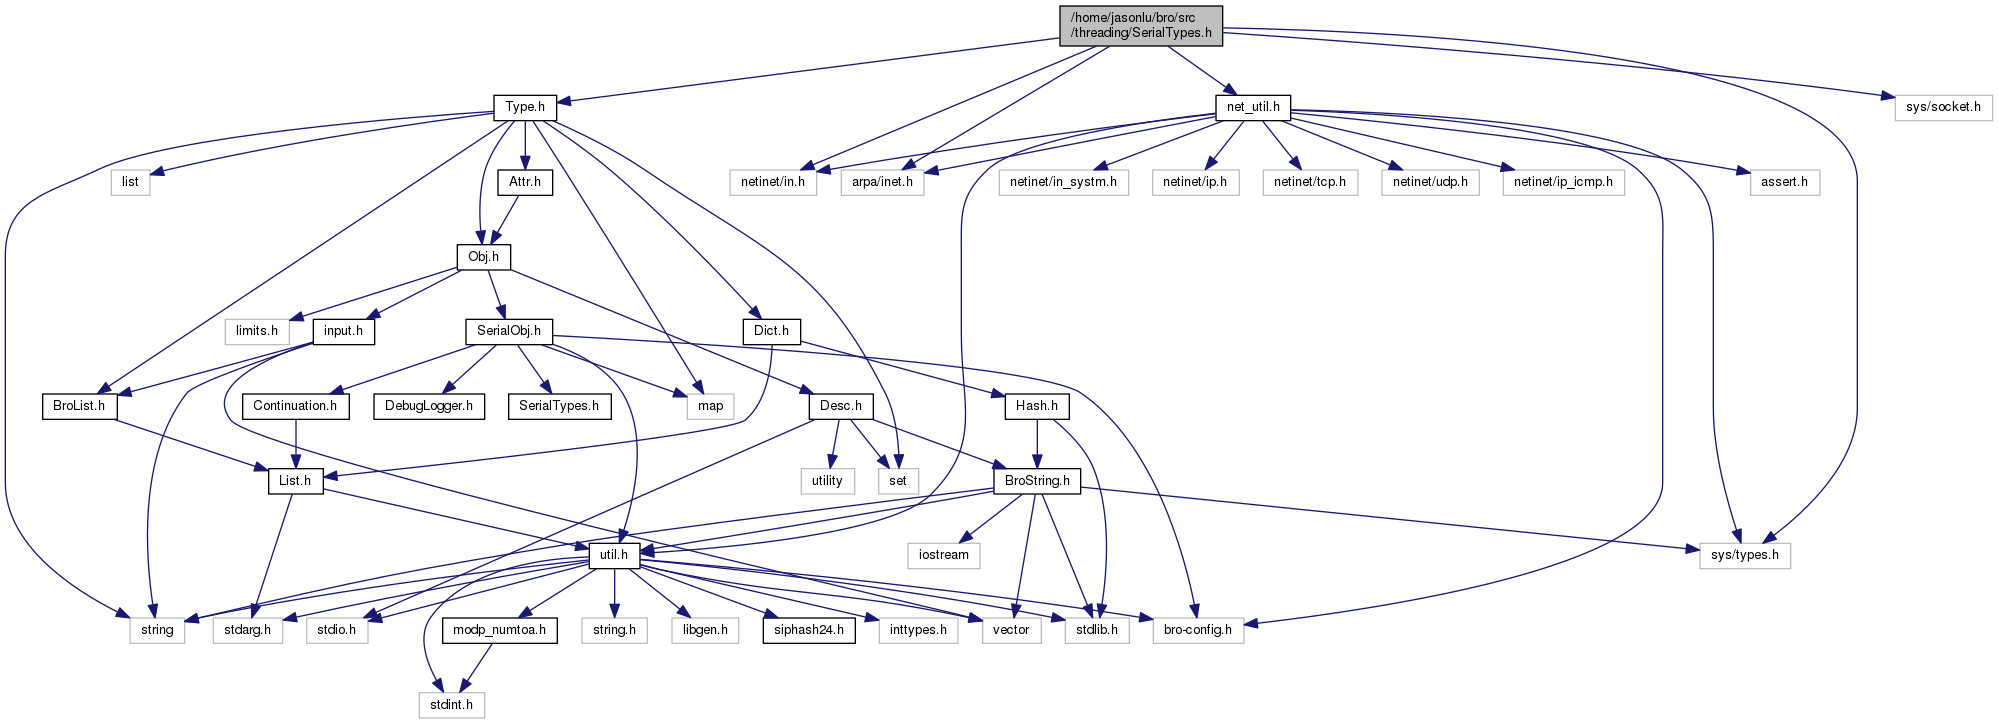 /home/jasonlu/bro/src
/threading/SerialTypes.h
Type.h
net_util.h
sys/socket.h
list
Attr.h
netinet/in.h
arpa/inet.h
netinet/in_systm.h
netinet/ip.h
netinet/tcp.h
netinet/udp.h
netinet/ip_icmp.h
assert.h
Obj.h
limits.h
input.h
SerialObj.h
Dict.h
BroList.h
Continuation.h
DebugLogger.h
SerialTypes.h
map
Desc.h
Hash.h
List.h
utility
set
BroString.h
util.h
iostream
sys/types.h
string
stdarg.h
stdio.h
modp_numtoa.h
string.h
libgen.h
siphash24.h
inttypes.h
vector
stdlib.h
bro-config.h
stdint.h